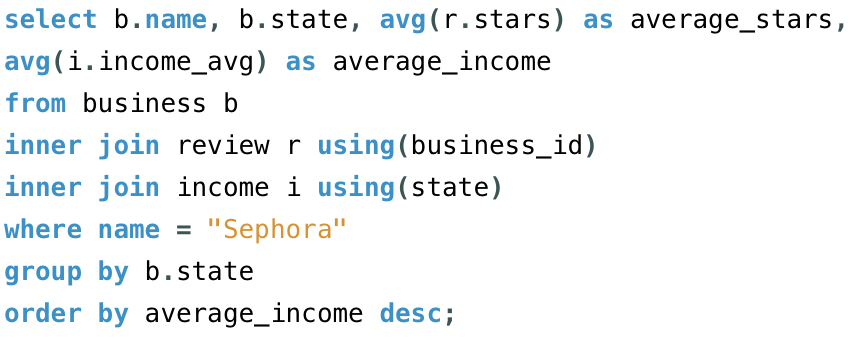 select b.name, b.state, avg(r.stars) as average_stars,
avg(i.income_avg) as average_income
from business b
inner join review r using(business_id)
inner join income i using(state)
where name = "Sephora"
group by b.state
order by average_income desc;